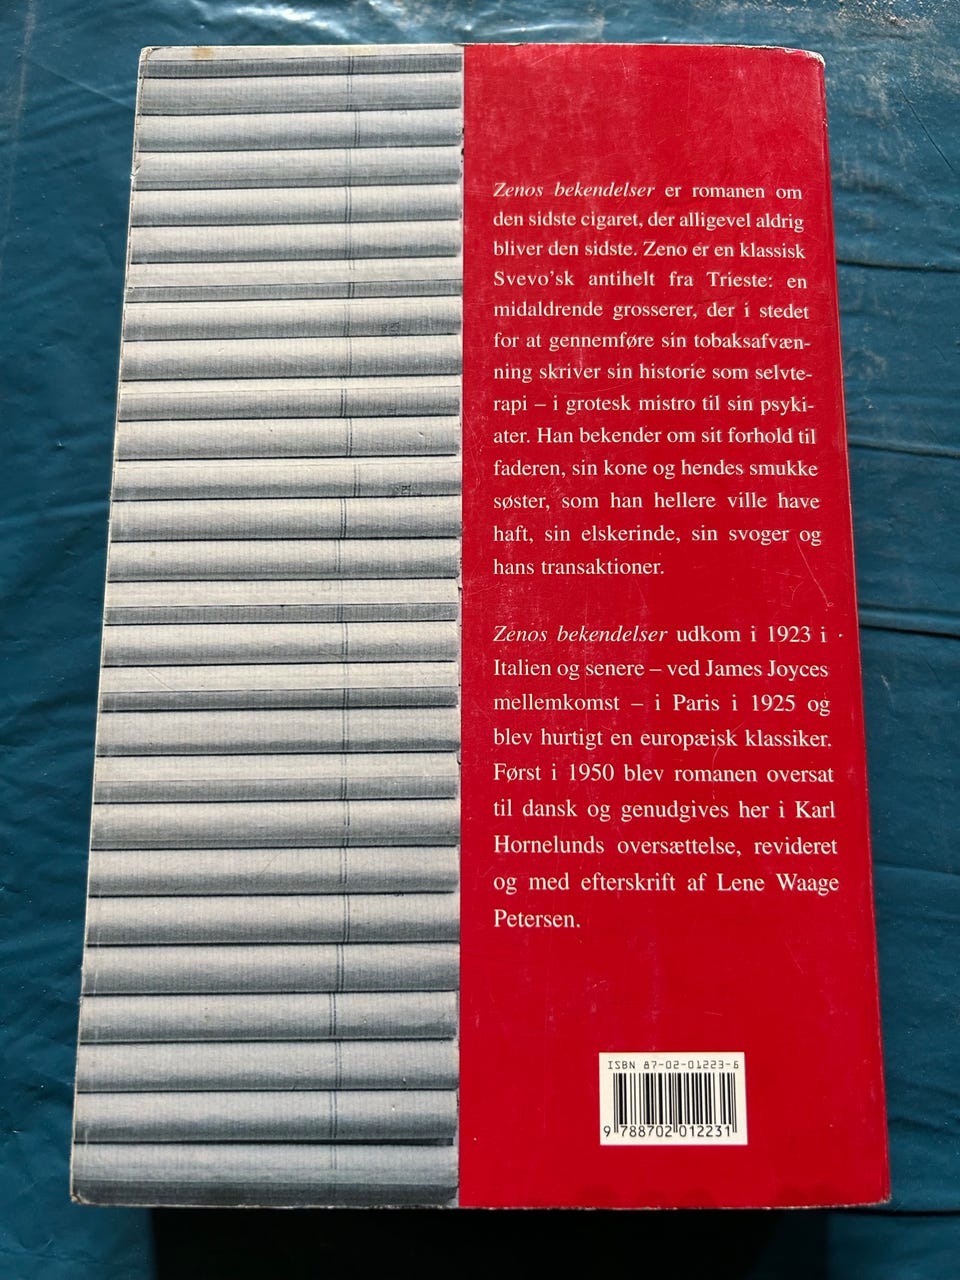 Zenos bekendelser er romanen om
den sidste cigaret, der alligevel aldrig
bliver den sidste. Zeno er en klassisk
Svevo'sk antihelt fra Trieste: en
midaldrende grosserer, der i stedet
for at gennemføre sin tobaksafvæn-
ning skriver sin historie som selvte-
rapi – i grotesk mistro til sin psyki-
ater. Han bekender om sit forhold til
faderen, sin kone og hendes smukke
søster, som han hellere ville have
haft, sin elskerinde, sin svoger og
hans transaktioner.
Zenos bekendelser udkom i 1923 i
Italien og senere – ved James Joyces
mellemkomst – i Paris i 1925 og
blev hurtigt en europæisk klassiker.
Først i 1950 blev romanen oversat
til dansk og genudgives her i Karl
Hornelunds oversættelse, revideret
og med efterskrift af Lene Waage
Petersen.
ISBN 87-02-01223-6
9 788702 012231